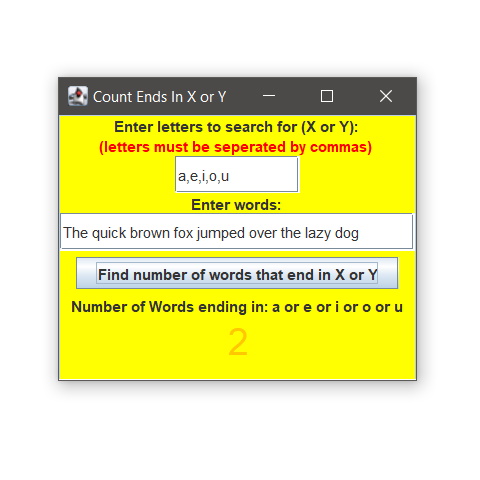 Count Ends In X or Y
Enter letters to search for (X or Y):
(letters must be seperated by commas)
a,e,i,o,u
Enter words:
The quick brown fox jumped over the lazy dog
Find number of words that end in X or Y
Number of Words ending in: a or e or i or o or u
2